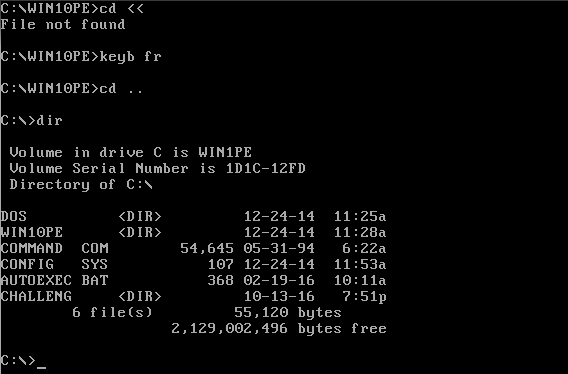 C:\WIN10PE>cd <<
File not found
C:\WIN10PE>keyb fr
C:\WIN10PE>cd ..
C:\>dir
Volume in drive C is WIN1PE
Volume Serial Number is 1D1C-12FD
Directory of C:\
DOS <DIR> 12-24-14 11:25a
WIN10PE <DIR> 12-24-14 11:28a
COMMAND COM 54,645 05-31-94 6:22a
CONFIG SYS 107 12-24-14 11:53a
AUTOEXEC BAT 368 02-19-16 10:11a
CHALLENG <DIR> 10-13-16 7:51p
6 file(s) 55,120 bytes
2,129,002,496 bytes free
C:\>_